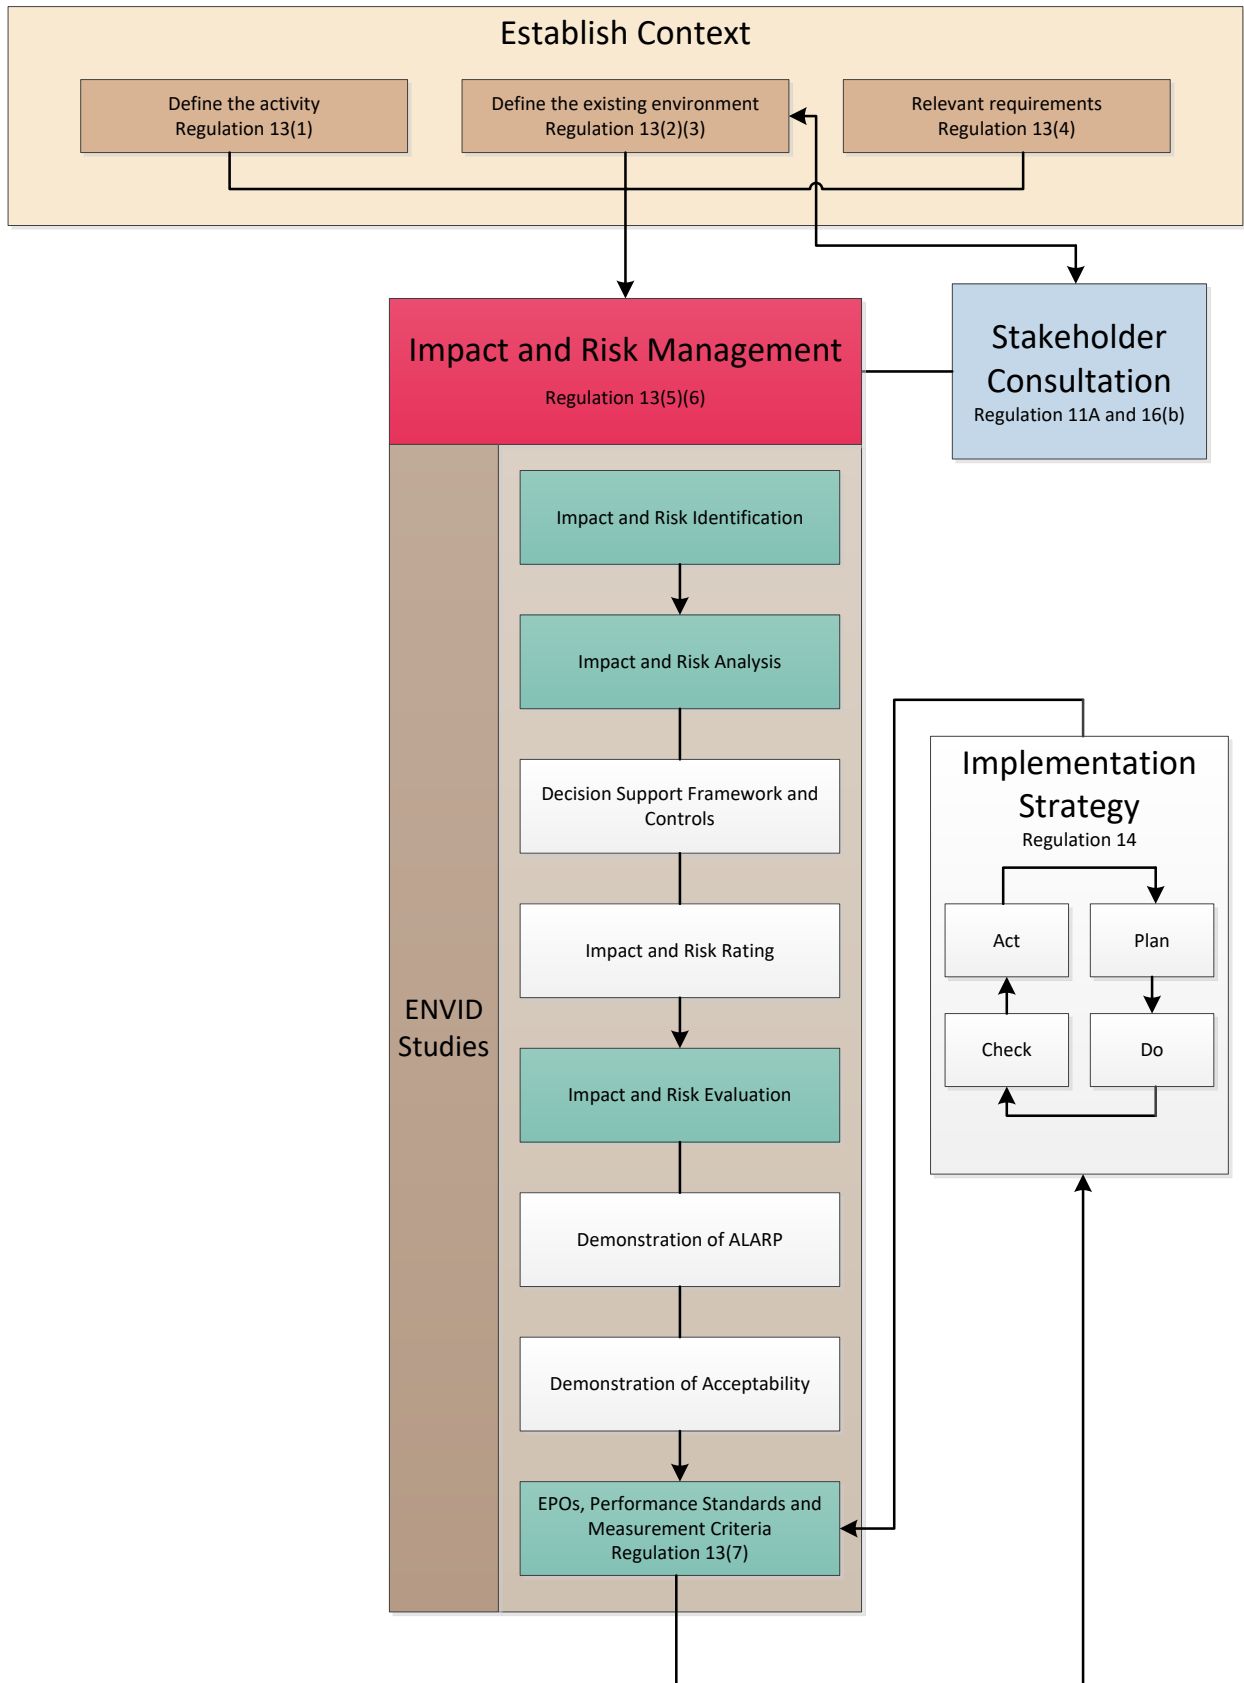 Establish Context
Define the activity
Regulation 13(1)
Define the existing environment
Regulation 13(2)(3)
Relevant requirements
Regulation 13(4)
Impact and Risk Management
Regulation 13(5)(6)
Stakeholder
Consultation
Regulation 11A and 16(b)
ENVID
Studies
Impact and Risk Identification
Impact and Risk Analysis
Decision Support Framework and
Controls
Impact and Risk Rating
Impact and Risk Evaluation
Demonstration of ALARP
Demonstration of Acceptability
EPOs, Performance Standards and
Measurement Criteria
Regulation 13(7)
Implementation
Strategy
Regulation 14
Act
Plan
Check
Do